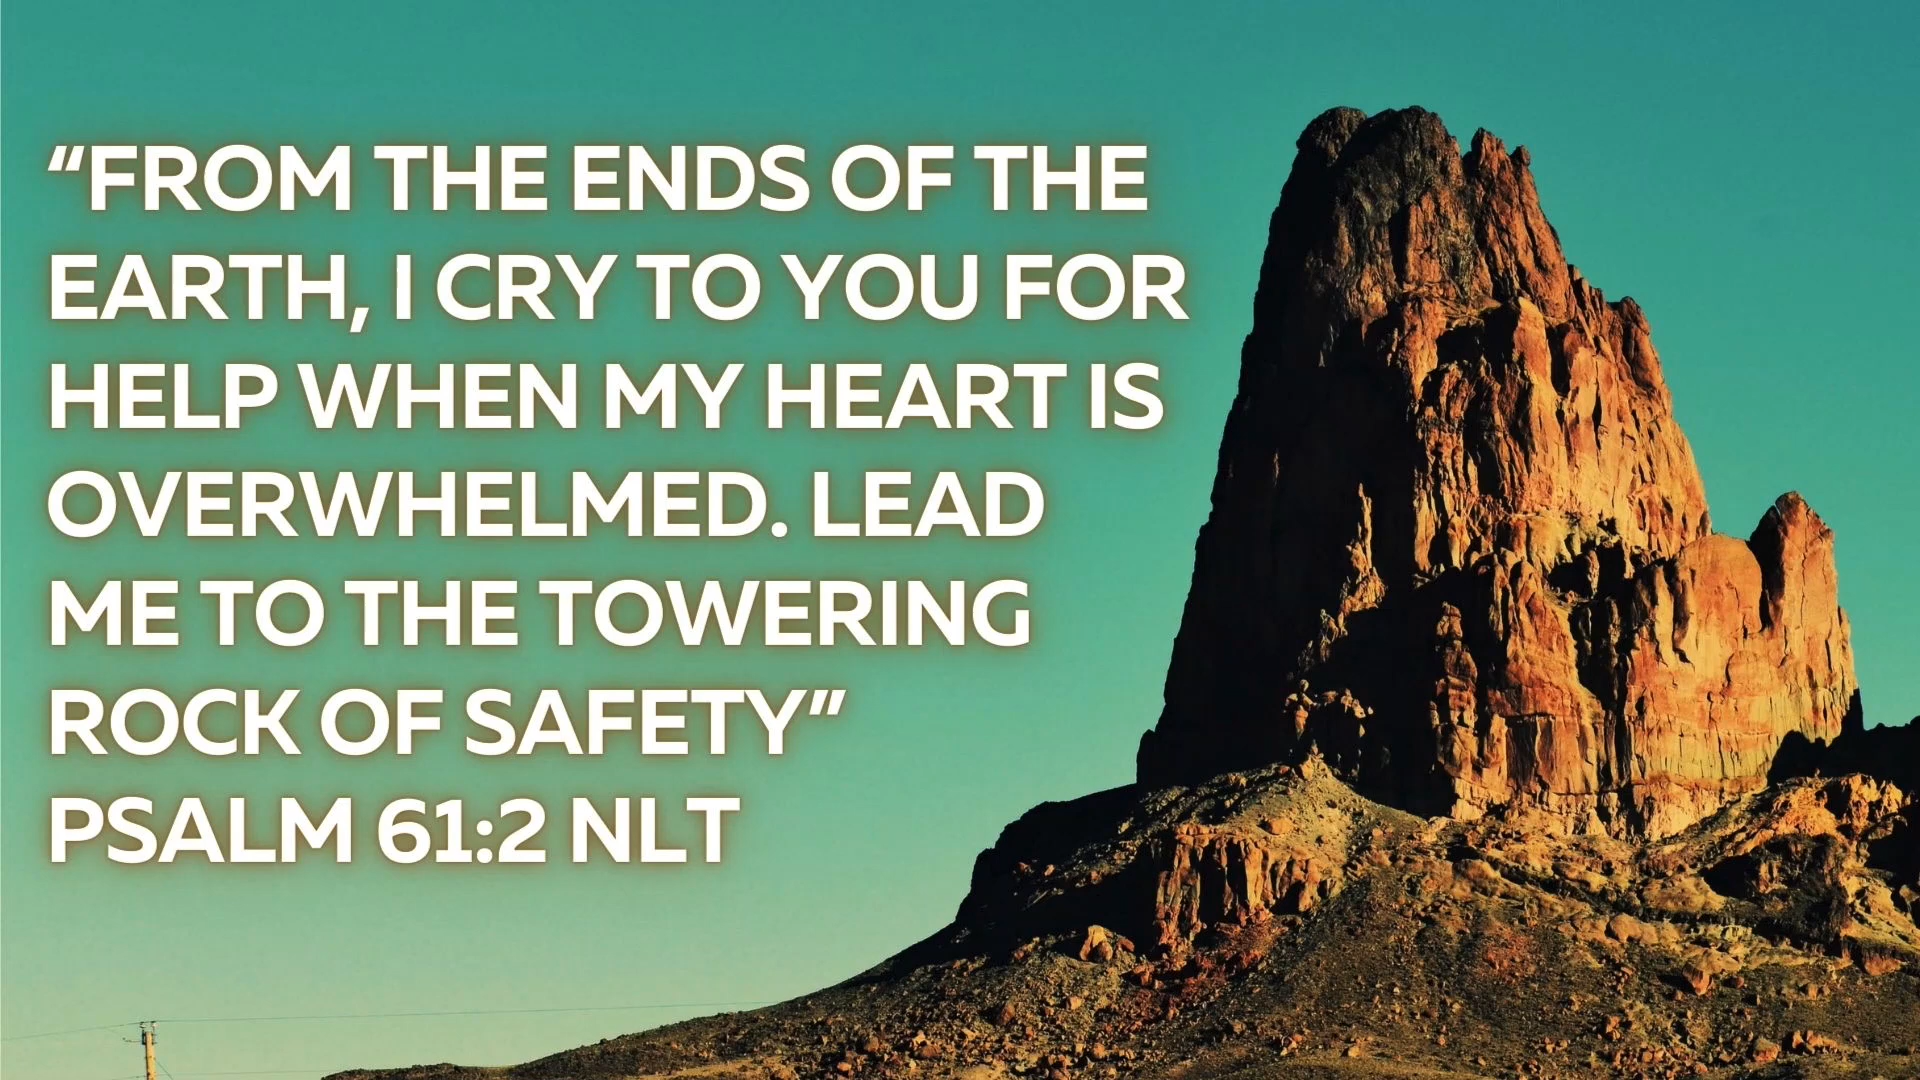 “FROM THE ENDS OF THE
EARTH, I CRY TO YOU FOR
HELP WHEN MY HEART IS
OVERWHELMED. LEAD
ME TO THE TOWERING
ROCK OF SAFETY”
PSALM 61:2 NLT